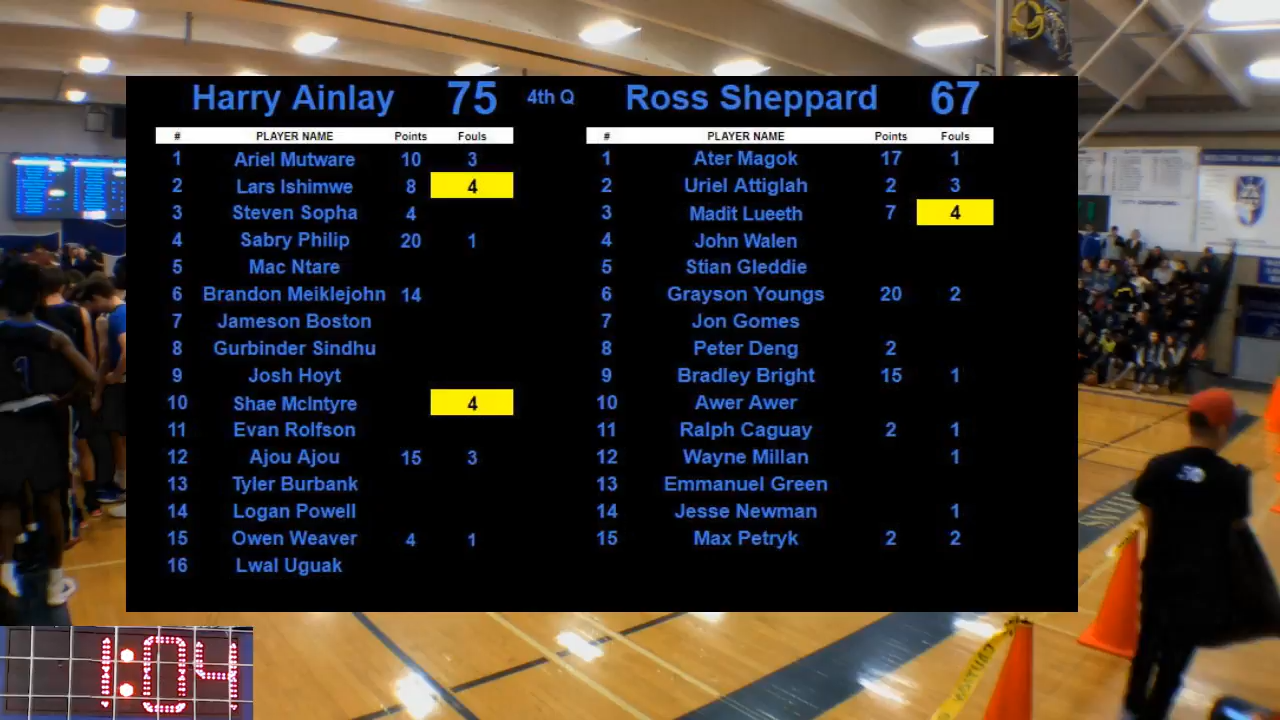 Harry Ainlay 75 4th Q Ross Sheppard 67
# PLAYER NAME Points Fouls # PLAYER NAME Points Fouls
1 Ariel Mutware 10 3 1 Ater Magok 17 1
2 Lars Ishimwe 8 4 2 Uriel Attiglah 2 3
3 Steven Sopha 4 3 Madit Lueeth 7 4
4 Sabry Philip 20 1 4 John Walen
5 Mac Ntare 5 Stian Gleddie
6 Brandon Meiklejohn 14 6 Grayson Youngs 20 2
7 Jameson Boston 7 Jon Gomes
8 Gurbinder Sindhu 8 Peter Deng 2
9 Josh Hoyt 9 Bradley Bright 15 1
10 Shae McIntyre 4 10 Awer Awer
11 Evan Rolfson 11 Ralph Caguay 2 1
12 Ajou Ajou 15 3 12 Wayne Millan 1
13 Tyler Burbank 13 Emmanuel Green
14 Logan Powell 14 Jesse Newman 1
15 Owen Weaver 4 1 15 Max Petryk 2 2
16 Lwal Uguak
CAUTION
1:04